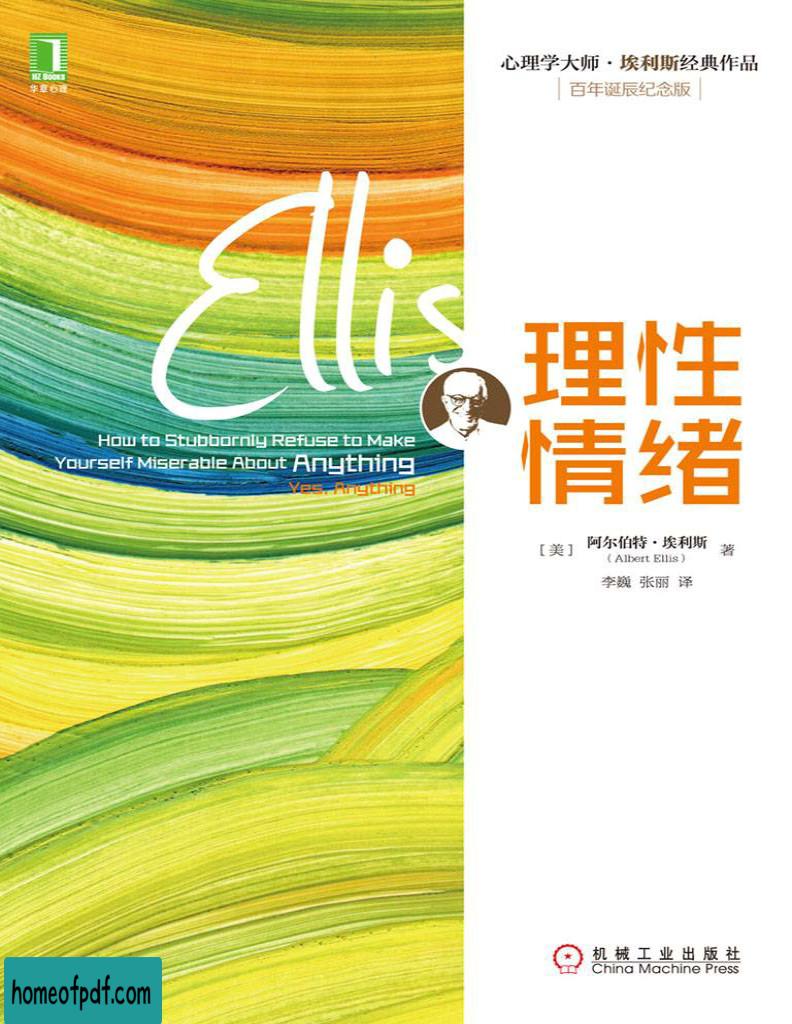 HZ Books
华章心理
心理学大师·埃利斯经典作品
百年诞辰纪念版
Ellis
How to Stubbornly Refuse to Make
Yourself Miserable About Anything
Yes, Anything
理性
情绪
[美] 阿尔伯特·埃利斯 著
(Albert Ellis)
李巍 张丽 译
机械工业出版社
China Machine Press
homeofpdf.com